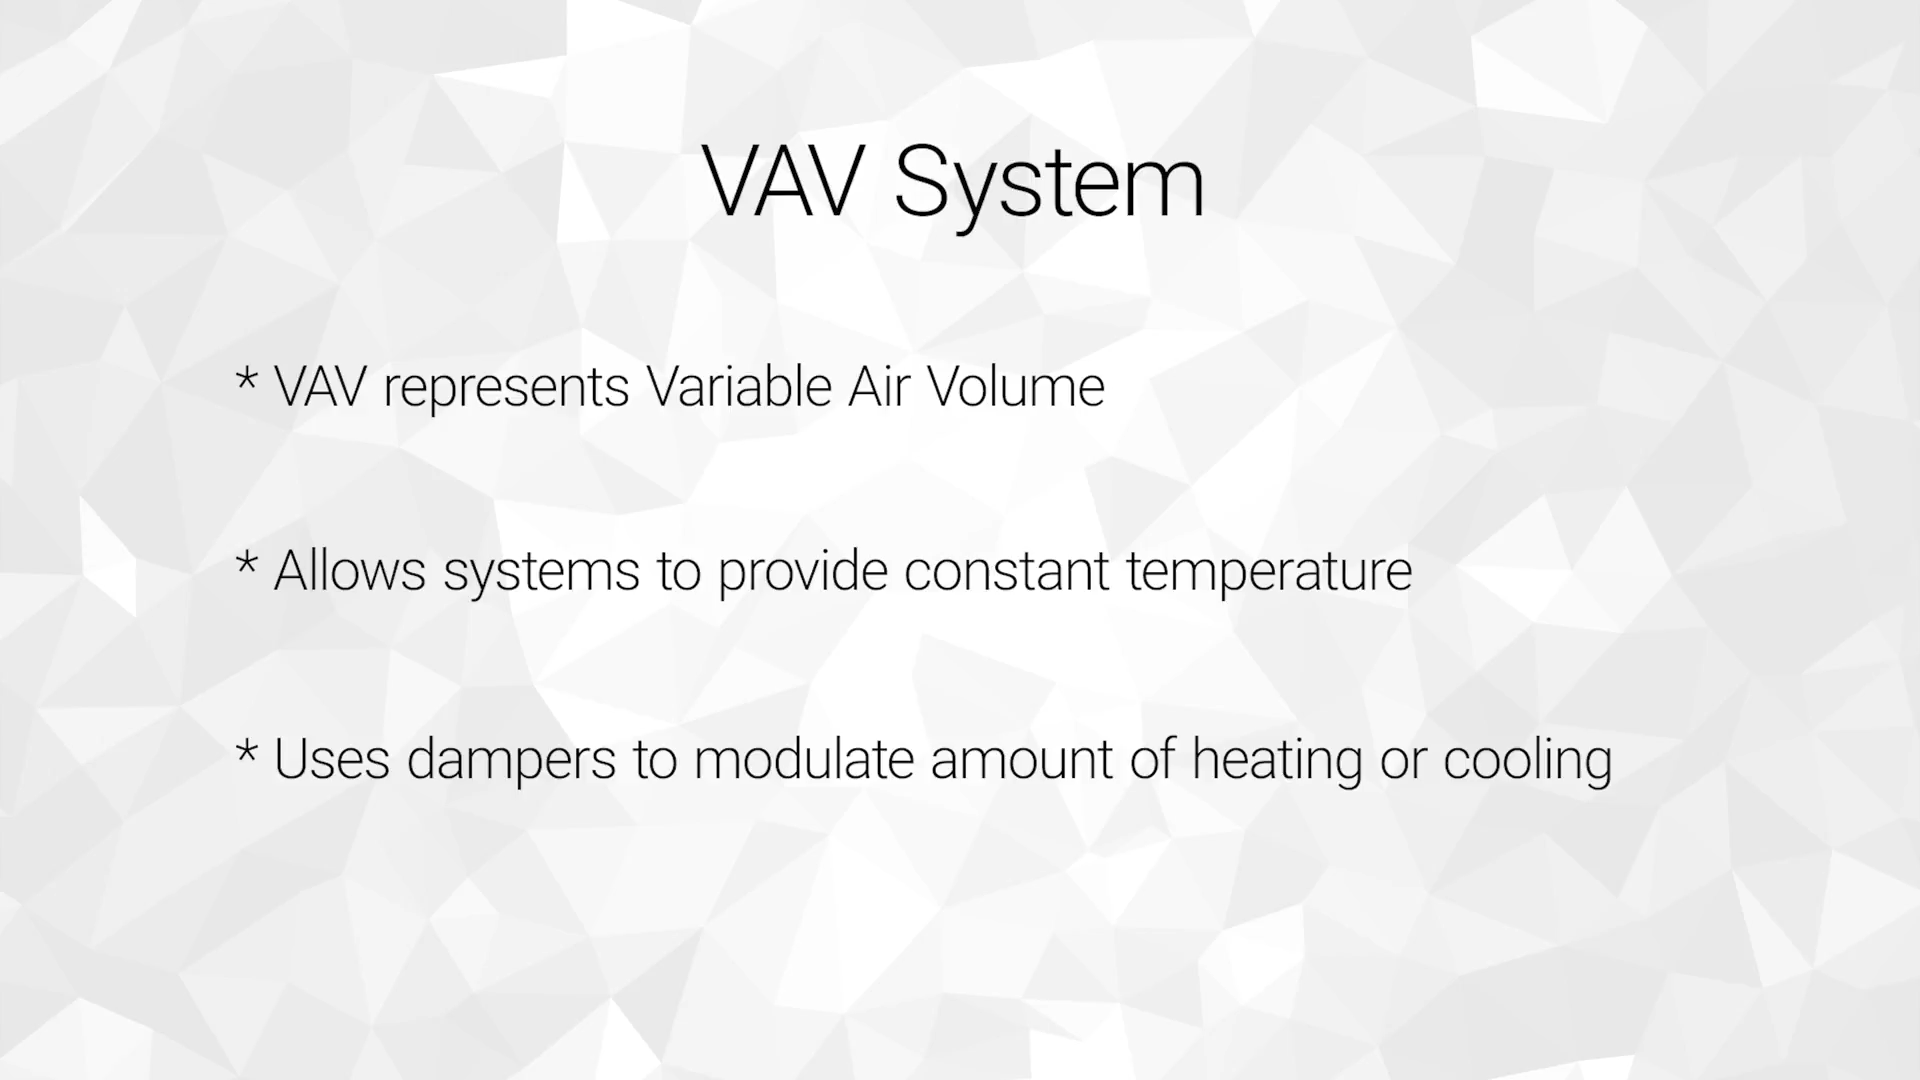 VAV System
* VAV represents Variable Air Volume
* Allows systems to provide constant temperature
* Uses dampers to modulate amount of heating or cooling